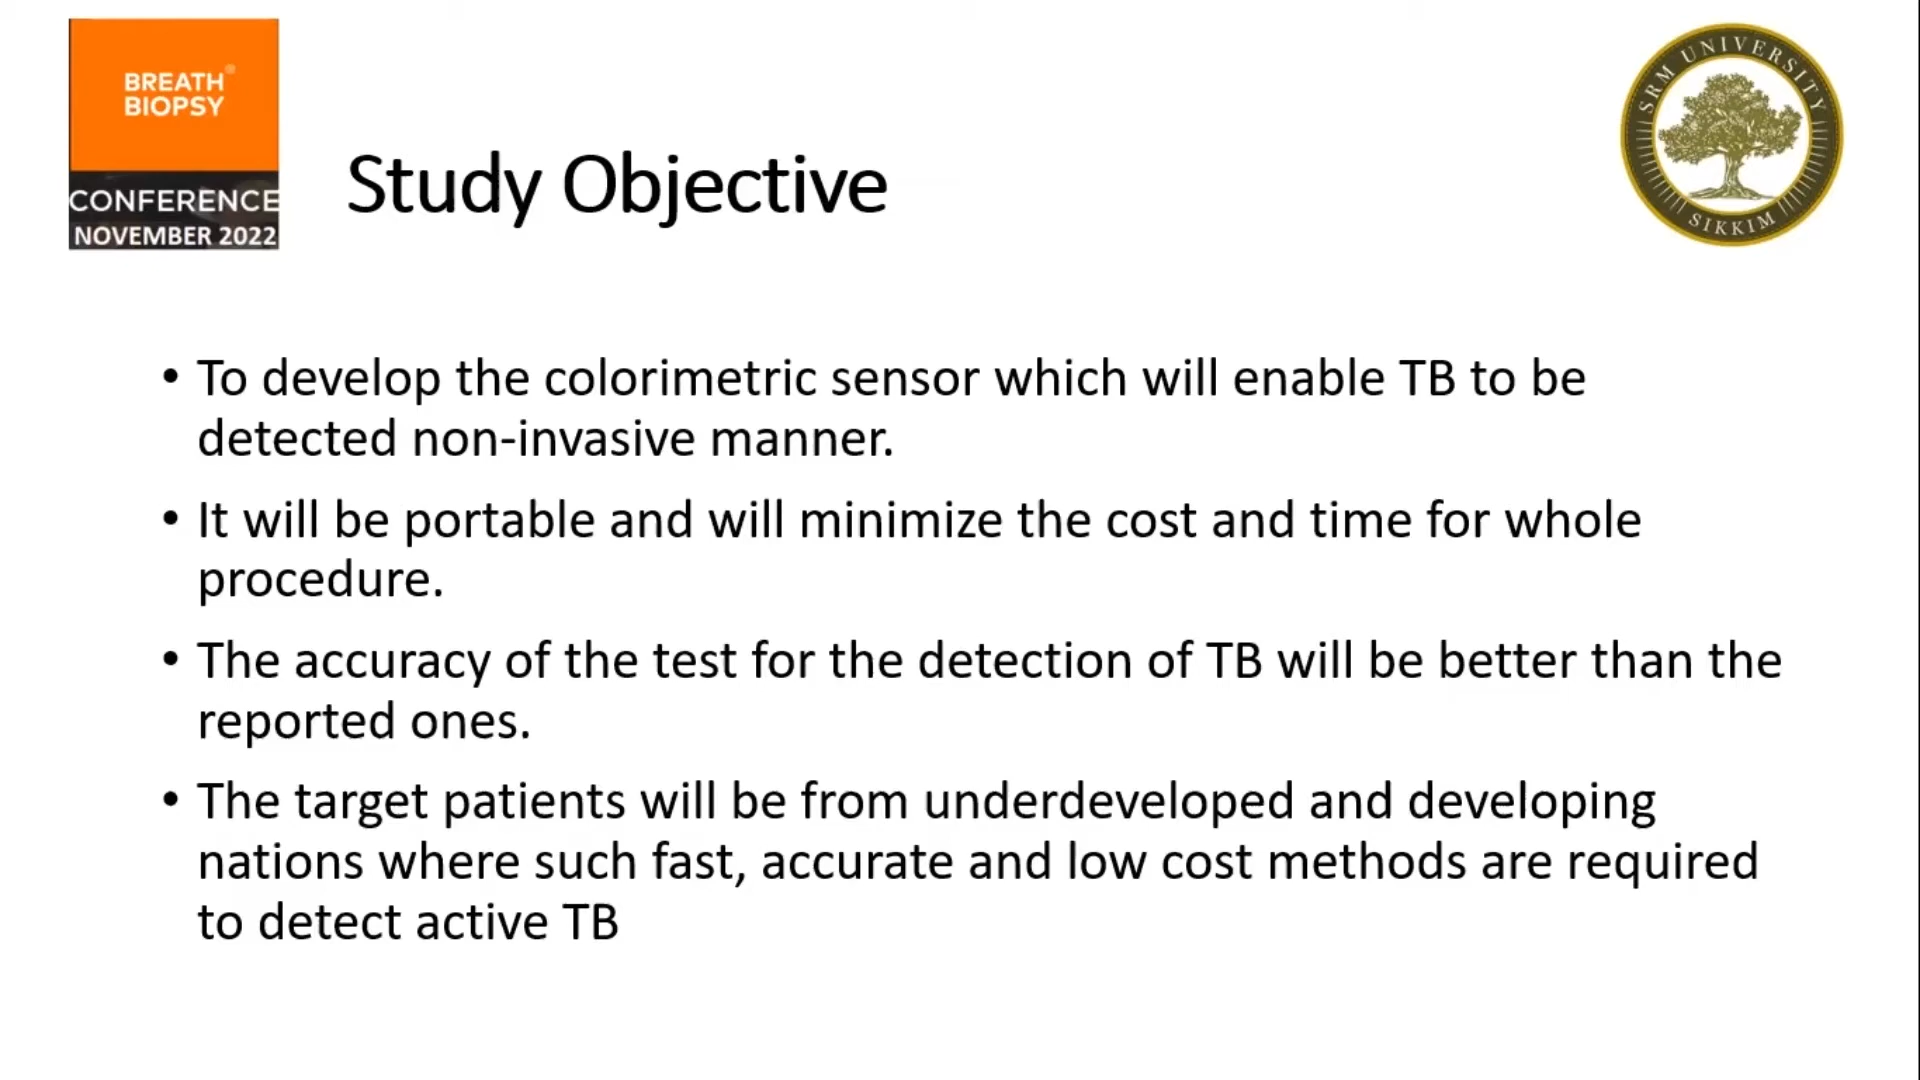 BREATH®
BIOPSY
CONFERENCE
NOVEMBER 2022
Study Objective
SRM UNIVERSITY
SIKKIM
• To develop the colorimetric sensor which will enable TB to be
detected non-invasive manner.
• It will be portable and will minimize the cost and time for whole
procedure.
• The accuracy of the test for the detection of TB will be better than the
reported ones.
• The target patients will be from underdeveloped and developing
nations where such fast, accurate and low cost methods are required
to detect active TB